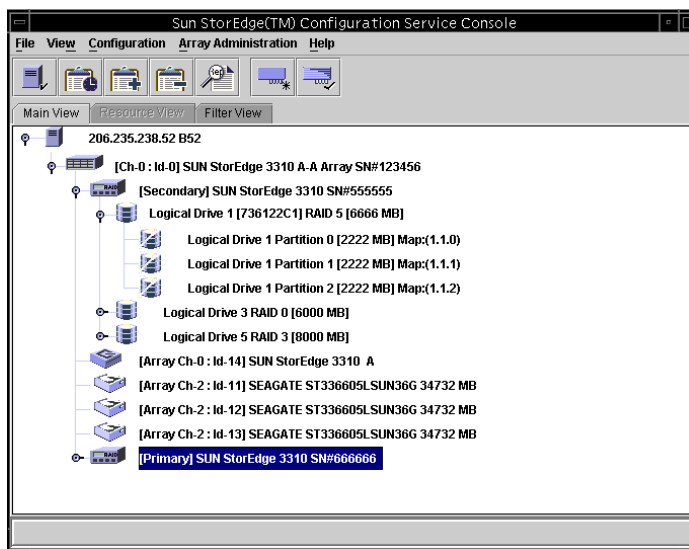 Sun StorEdge(TM) Configuration Service Console
File View Configuration Array Administration Help
Main View Resource View Filter View
206.235.238.52 B52
[Ch-0 : Id-0] SUN StorEdge 3310 A-A Array SN#123456
[Secondary] SUN StorEdge 3310 SN#555555
Logical Drive 1 [736122C1] RAID 5 [6666 MB]
Logical Drive 1 Partition 0 [2222 MB] Map:(1.1.0)
Logical Drive 1 Partition 1 [2222 MB] Map:(1.1.1)
Logical Drive 1 Partition 2 [2222 MB] Map:(1.1.2)
Logical Drive 3 RAID 0 [6000 MB]
Logical Drive 5 RAID 3 [8000 MB]
[Array Ch-0 : Id-14] SUN StorEdge 3310 A
[Array Ch-2 : Id-11] SEAGATE ST336605LSUN36G 34732 MB
[Array Ch-2 : Id-12] SEAGATE ST336605LSUN36G 34732 MB
[Array Ch-2 : Id-13] SEAGATE ST336605LSUN36G 34732 MB
[Primary] SUN StorEdge 3310 SN#666666